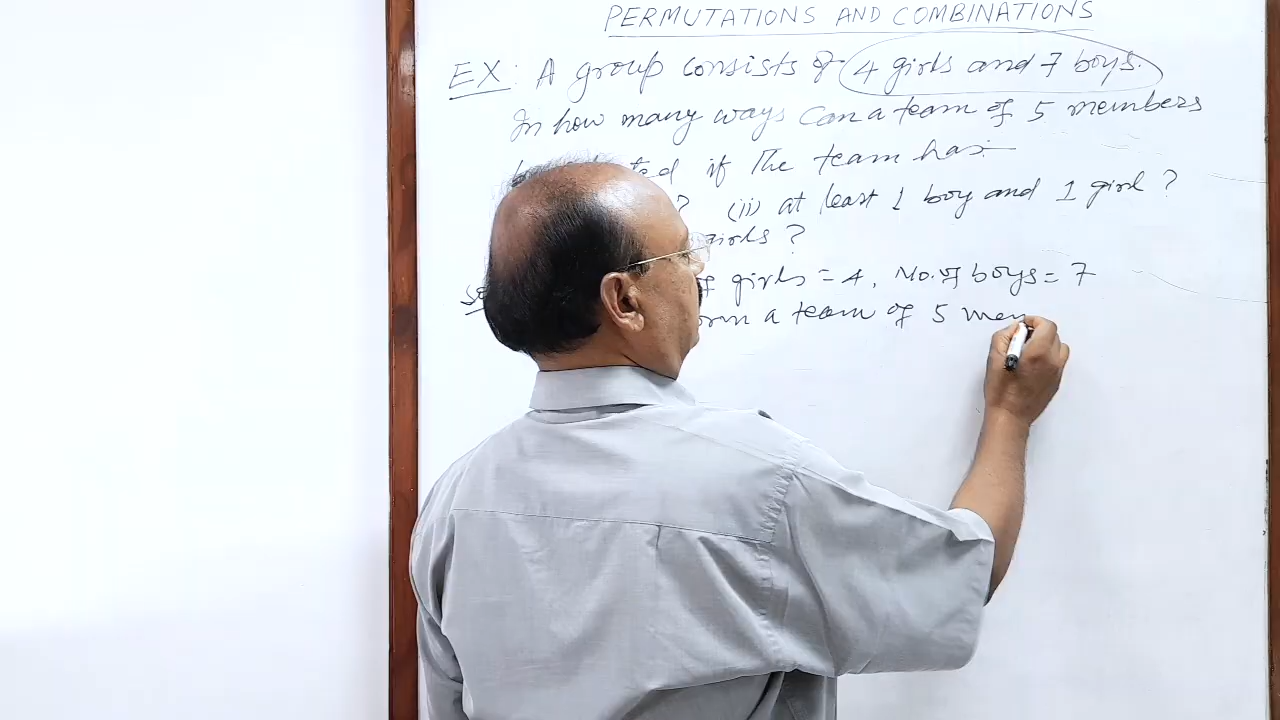 PERMUTATIONS AND COMBINATIONS
EX: A group consists of 4 girls and 7 boys.
In how many ways can a team of 5 members
if the team has:
? (ii) at least 1 boy and 1 girl ?
girls ?
girls = 4, No. of boys = 7
a team of 5 mem